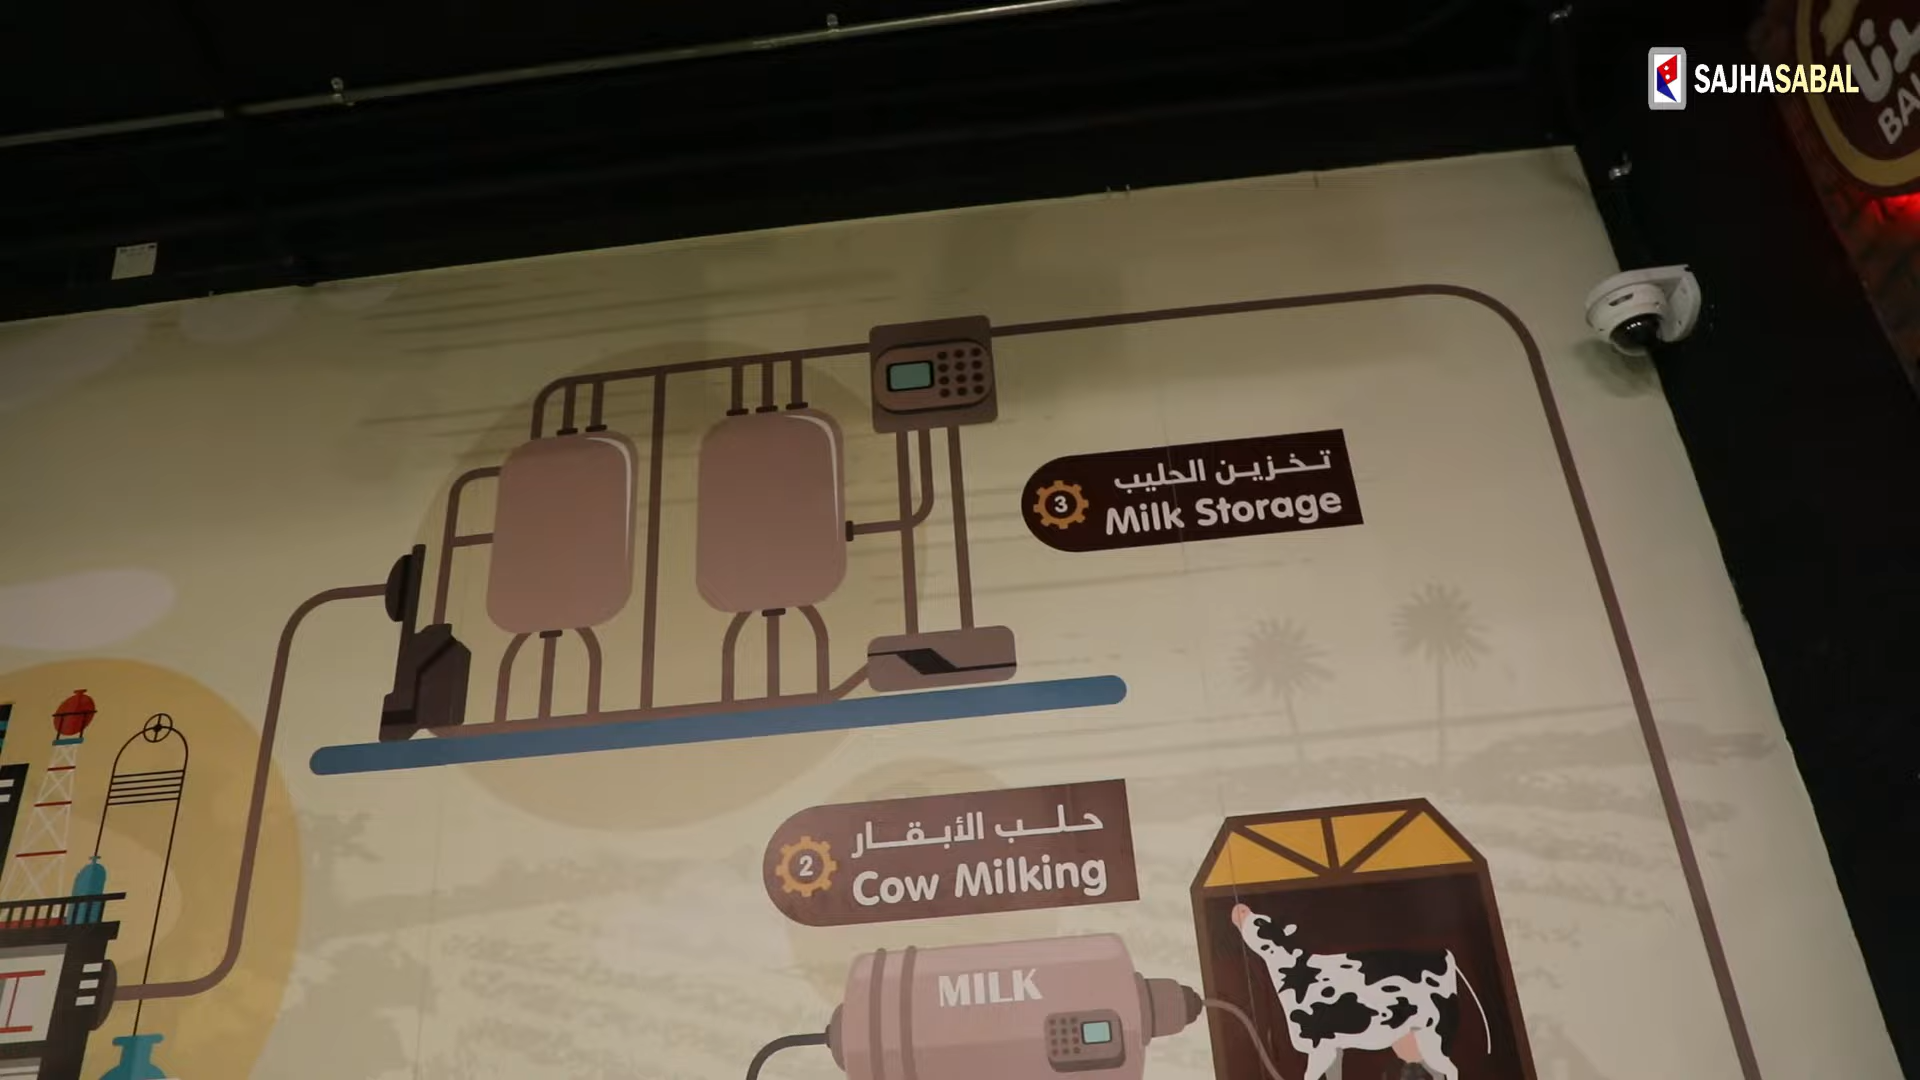 SAJHASABAL
3
تخزين الحليب
Milk Storage
2
حلب الأبقار
Cow Milking
MILK